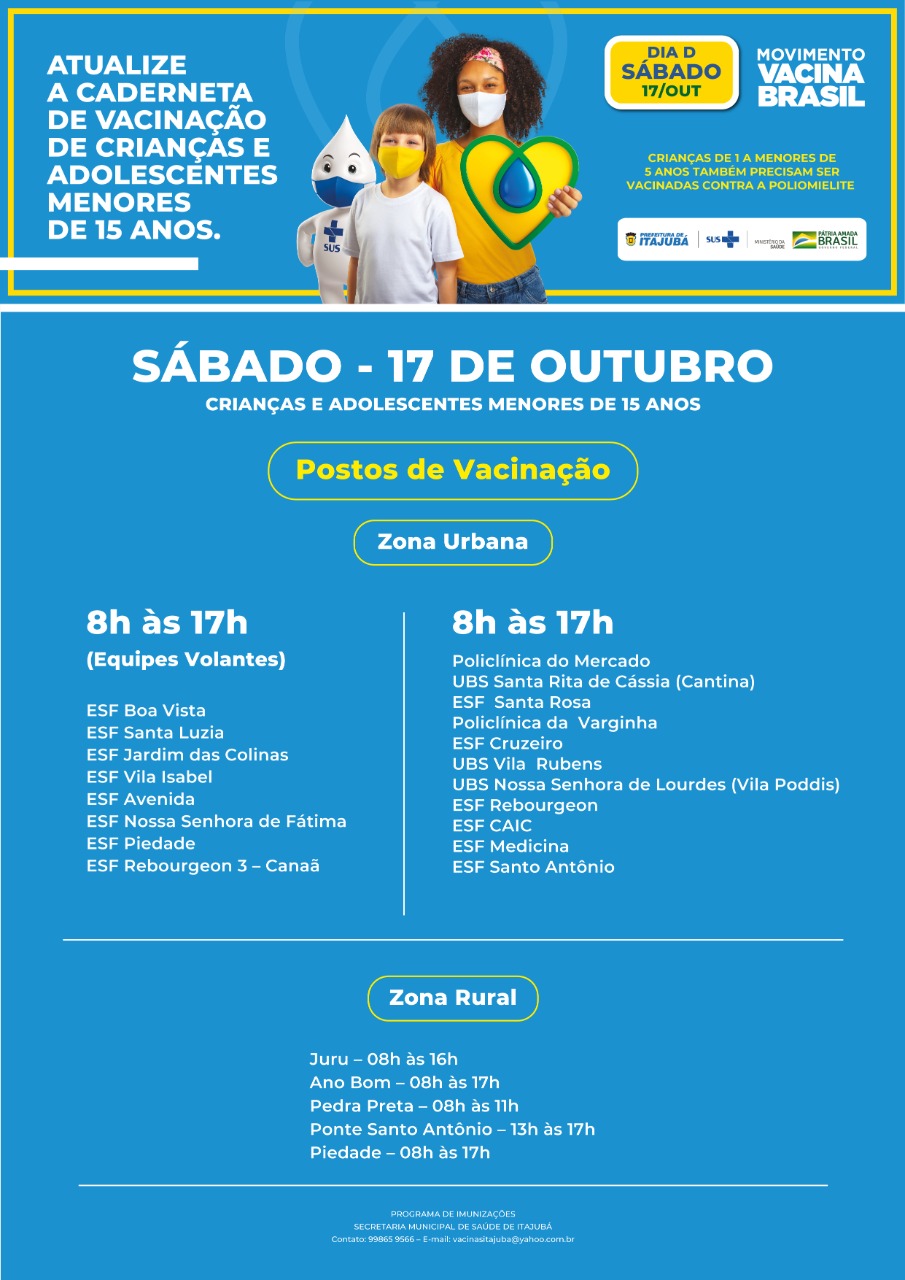 ATUALIZE
A CADERNETA
DE VACINAÇÃO
DE CRIANÇAS E
ADOLESCENTES
MENORES
DE 15 ANOS.
SUS
DIA D
SÁBADO
17/OUT
MOVIMENTO
VACINA
BRASIL
CRIANÇAS DE 1 A MENORES DE
5 ANOS TAMBÉM PRECISAM SER
VACINADAS CONTRA A POLIOMIELITE
PREFEITURA DE
ITAJUBÁ
SUS
MINISTÉRIO DA
SAÚDE
PÁTRIA AMADA
BRASIL
GOVERNO FEDERAL
SÁBADO - 17 DE OUTUBRO
CRIANÇAS E ADOLESCENTES MENORES DE 15 ANOS
Postos de Vacinação
Zona Urbana
8h às 17h
(Equipes Volantes)
ESF Boa Vista
ESF Santa Luzia
ESF Jardim das Colinas
ESF Vila Isabel
ESF Avenida
ESF Nossa Senhora de Fátima
ESF Piedade
ESF Rebourgeon 3 – Canaã
8h às 17h
Policlínica do Mercado
UBS Santa Rita de Cássia (Cantina)
ESF  Santa Rosa
Policlínica da  Varginha
ESF Cruzeiro
UBS Vila  Rubens
UBS Nossa Senhora de Lourdes (Vila Poddis)
ESF Rebourgeon
ESF CAIC
ESF Medicina
ESF Santo Antônio
Zona Rural
Juru – 08h às 16h
Ano Bom – 08h às 17h
Pedra Preta – 08h às 11h
Ponte Santo Antônio – 13h às 17h
Piedade – 08h às 17h
PROGRAMA DE IMUNIZAÇÕES
SECRETARIA MUNICIPAL DE SAÚDE DE ITAJUBÁ
Contato: 99865 9566 – E-mail: vacinasitajuba@yahoo.com.br